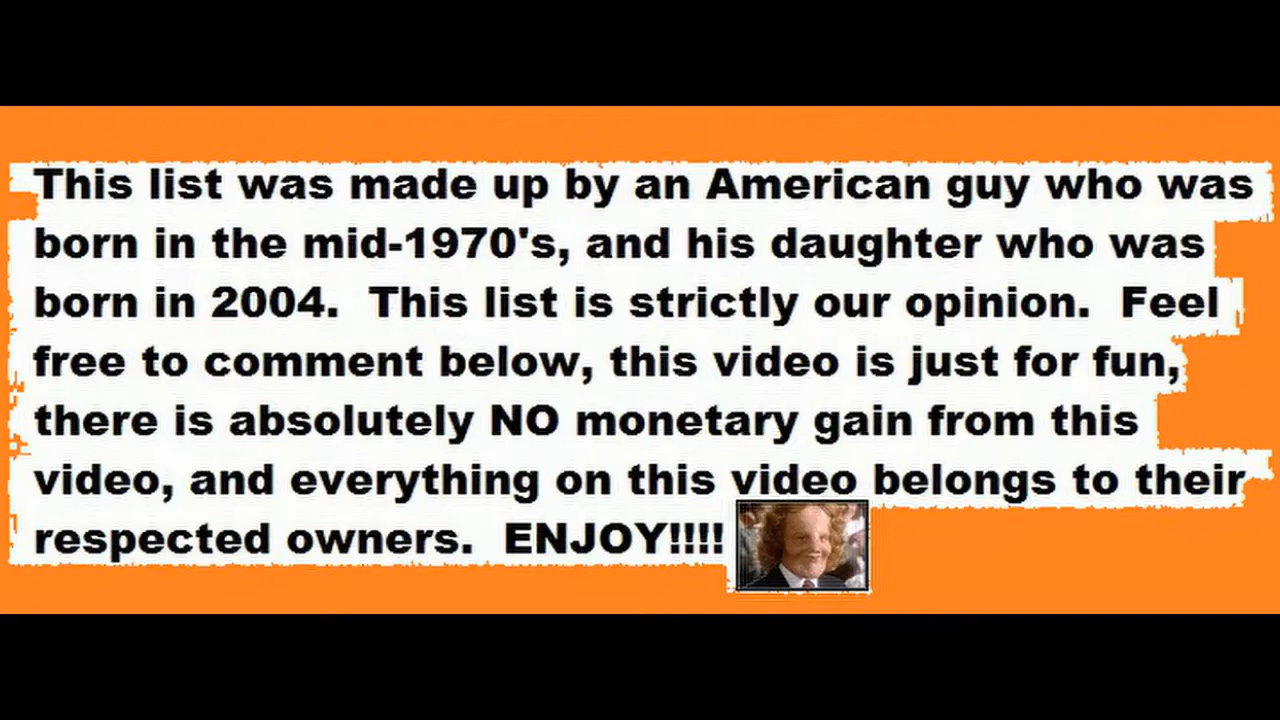 This list was made up by an American guy who was
born in the mid-1970's, and his daughter who was
born in 2004.  This list is strictly our opinion.  Feel
free to comment below, this video is just for fun,
there is absolutely NO monetary gain from this
video, and everything on this video belongs to their
respected owners.  ENJOY!!!!